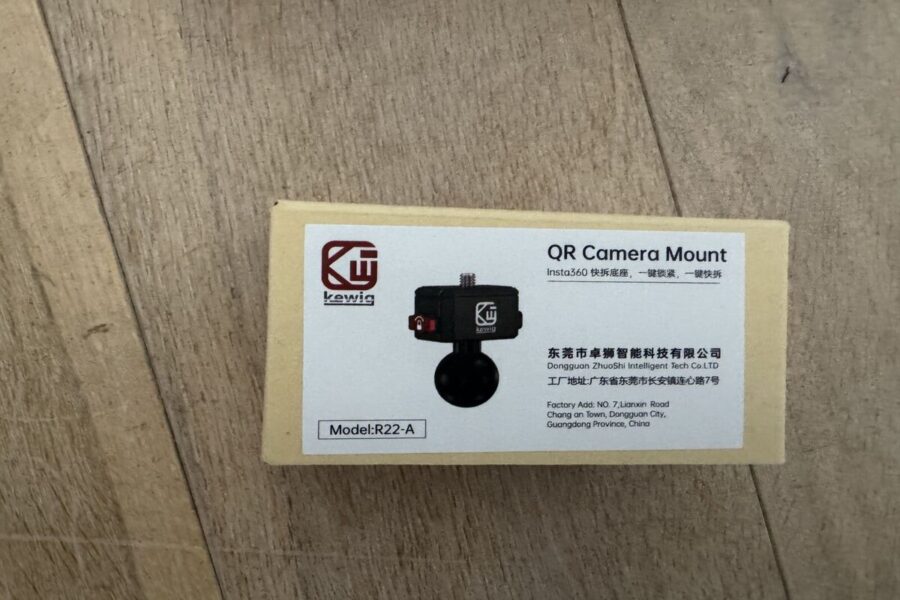 kewig
QR Camera Mount
Insta360 快拆底座，一键锁紧，一键快拆
kewig
东莞市卓狮智能科技有限公司
Dongguan ZhuoShi Intelligent Tech Co.LTD
工厂地址:广东省东莞市长安镇连心路7号
Factory Add: NO. 7,Lianxin Road
Chang an Town, Dongguan City,
Guangdong Province, China
Model:R22-A